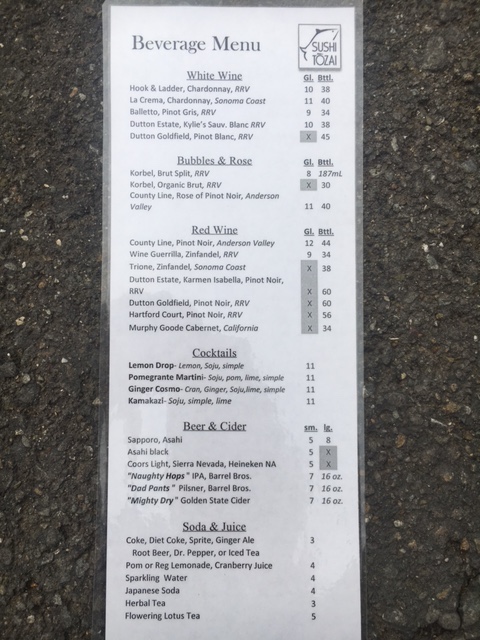 Beverage Menu
SUSHI
TŌZAI
White Wine Gl. Bttl.
Hook & Ladder, Chardonnay, RRV 10 38
La Crema, Chardonnay, Sonoma Coast 11 40
Balletto, Pinot Gris, RRV 9 34
Dutton Estate, Kylie's Sauv. Blanc RRV 10 38
Dutton Goldfield, Pinot Blanc, RRV X 45
Bubbles & Rose Gl. Bttl.
Korbel, Brut Split, RRV 8 187mL
Korbel, Organic Brut, RRV X 30
County Line, Rose of Pinot Noir, Anderson
Valley 11 40
Red Wine Gl. Bttl.
County Line, Pinot Noir, Anderson Valley 12 44
Wine Guerrilla, Zinfandel, RRV 9 34
Trione, Zinfandel, Sonoma Coast X 38
Dutton Estate, Karmen Isabella, Pinot Noir,
RRV X 60
Dutton Goldfield, Pinot Noir, RRV X 60
Hartford Court, Pinot Noir, RRV X 56
Murphy Goode Cabernet, California X 34
Cocktails
Lemon Drop- Lemon, Soju, simple 11
Pomegrante Martini- Soju, pom, lime, simple 11
Ginger Cosmo- Cran, Ginger, Soju,lime, simple 11
Kamakazi- Soju, simple, lime 11
Beer & Cider sm. lg.
Sapporo, Asahi 5 8
Asahi black 5 X
Coors Light, Sierra Nevada, Heineken NA 5 X
"Naughty Hops" IPA, Barrel Bros. 7 16 oz.
"Dad Pants" Pilsner, Barrel Bros. 7 16 oz.
"Mighty Dry" Golden State Cider 7 16 oz.
Soda & Juice
Coke, Diet Coke, Sprite, Ginger Ale 3
Root Beer, Dr. Pepper, or Iced Tea
Pom or Reg Lemonade, Cranberry Juice 4
Sparkling Water 4
Japanese Soda 4
Herbal Tea 3
Flowering Lotus Tea 5